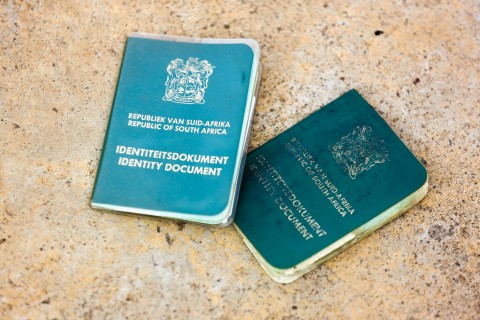 REPUBLIEK VAN SUID-AFRIKA
REPUBLIC OF SOUTH AFRICA
IDENTITEITSDOKUMENT
IDENTITY DOCUMENT
REPUBLIEK VAN SUID-AFRIKA
REPUBLIC OF SOUTH AFRICA
IDENTITEITSDOKUMENT
IDENTITY DOCUMENT